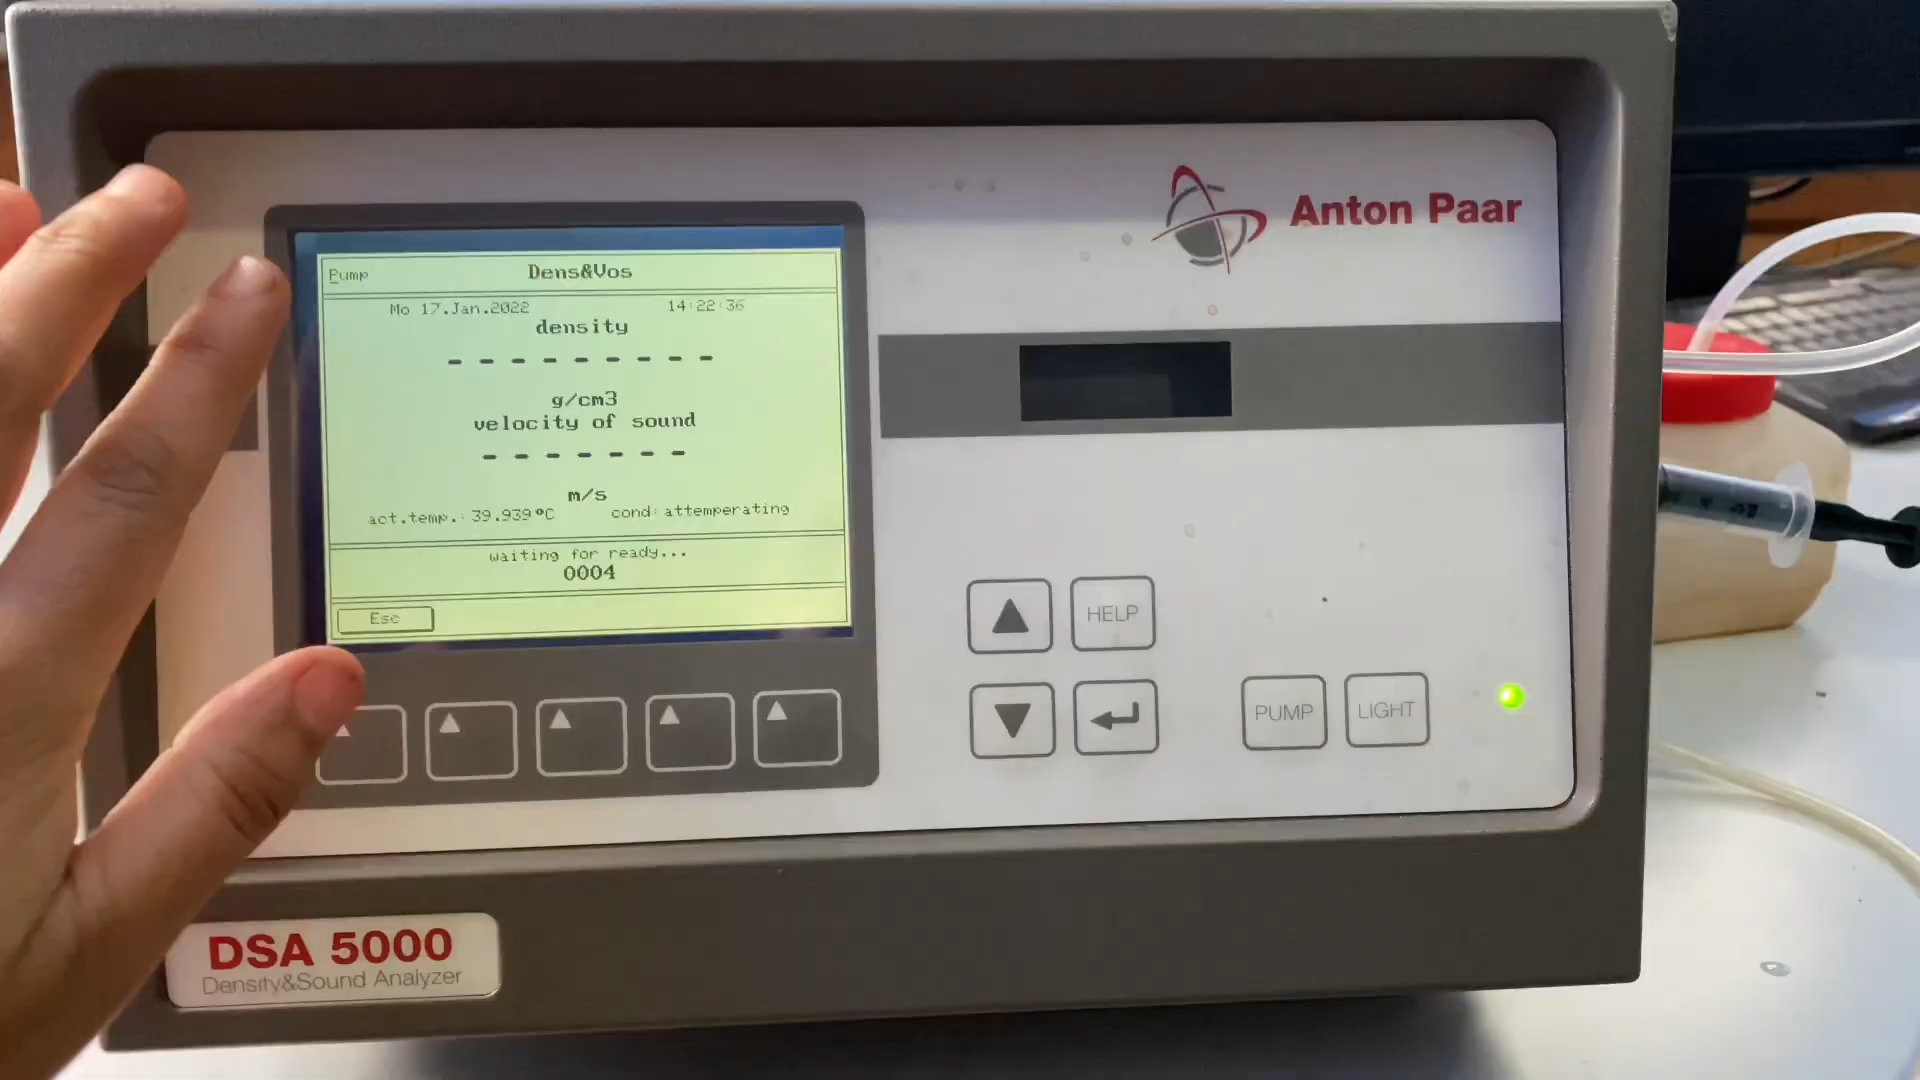 Anton Paar
Pump
Dens&Vos
Mo 17.Jan.2022 14:22:36
density
- - - - - - - - -
g/cm3
velocity of sound
- - - - - - -
m/s
act.temp.: 39.939°C cond: attemperating
waiting for ready...
0004
Esc
HELP
PUMP
LIGHT
DSA 5000
Density&Sound Analyzer